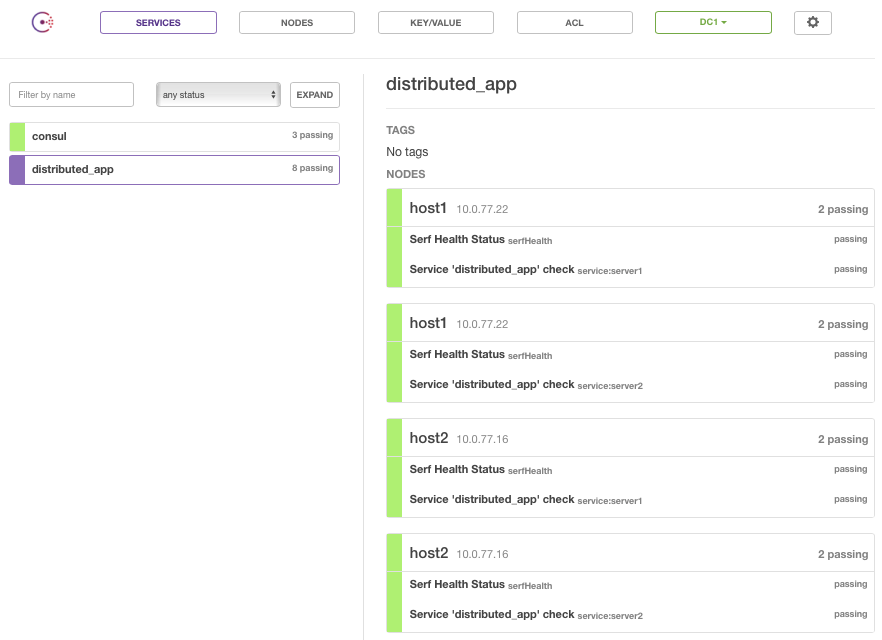 SERVICES NODES KEY/VALUE ACL DC1
Filter by name any status EXPAND
consul 3 passing
distributed_app 8 passing
distributed_app
TAGS
No tags
NODES
host1 10.0.77.22 2 passing
Serf Health Status serfHealth passing
Service 'distributed_app' check service:server1 passing
host1 10.0.77.22 2 passing
Serf Health Status serfHealth passing
Service 'distributed_app' check service:server2 passing
host2 10.0.77.16 2 passing
Serf Health Status serfHealth passing
Service 'distributed_app' check service:server1 passing
host2 10.0.77.16 2 passing
Serf Health Status serfHealth passing
Service 'distributed_app' check service:server2 passing